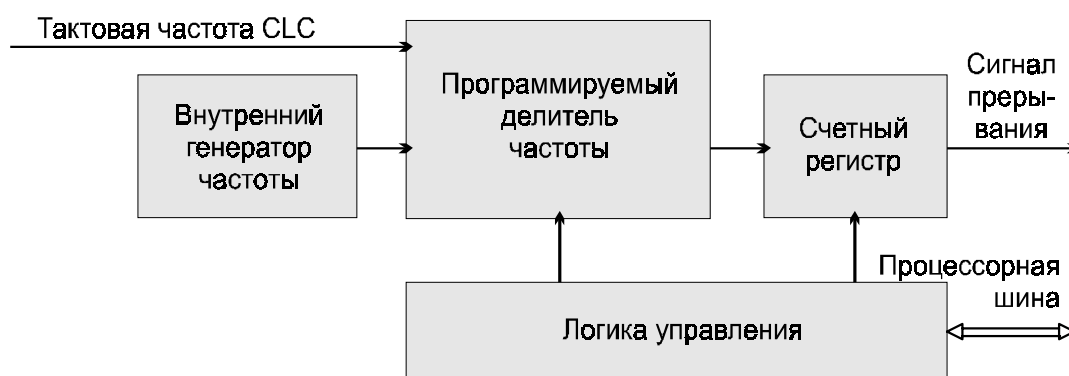 Тактовая частота CLC
Внутренний
генератор
частоты
Программируемый
делитель
частоты
Счетный
регистр
Сигнал
преры-
вания
Процессорная
шина
Логика управления